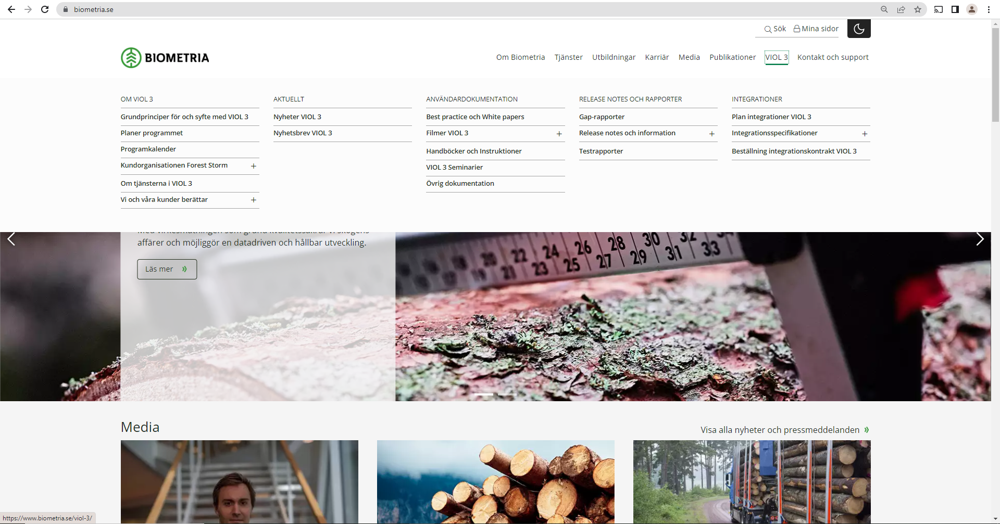 biometria.se
Sök Mina sidor
BIOMETRIA
Om Biometria Tjänster Utbildningar Karriär Media Publikationer VIOL 3 Kontakt och support
OM VIOL 3
Grundprinciper för och syfte med VIOL 3
Planer programmet
Programkalender
Kundorganisationen Forest Storm +
Om tjänsterna i VIOL 3
Vi och våra kunder berättar +
AKTUELLT
Nyheter VIOL 3
Nyhetsbrev VIOL 3
ANVÄNDARDOKUMENTATION
Best practice och White papers
Filmer VIOL 3 +
Handböcker och Instruktioner
VIOL 3 Seminarier
Övrig dokumentation
RELEASE NOTES OCH RAPPORTER
Gap-rapporter
Release notes och information +
Testrapporter
INTEGRATIONER
Plan integrationer VIOL 3
Integrationsspecifikationer +
Beställning integrationskontrakt VIOL 3
affärer och möjliggör en datadriven och hållbar utveckling.
Läs mer
20 22 24 26 28 30 32
19 21 23 25 27 29 31 33
Media
Visa alla nyheter och pressmeddelanden
https://www.biometria.se/viol-3/